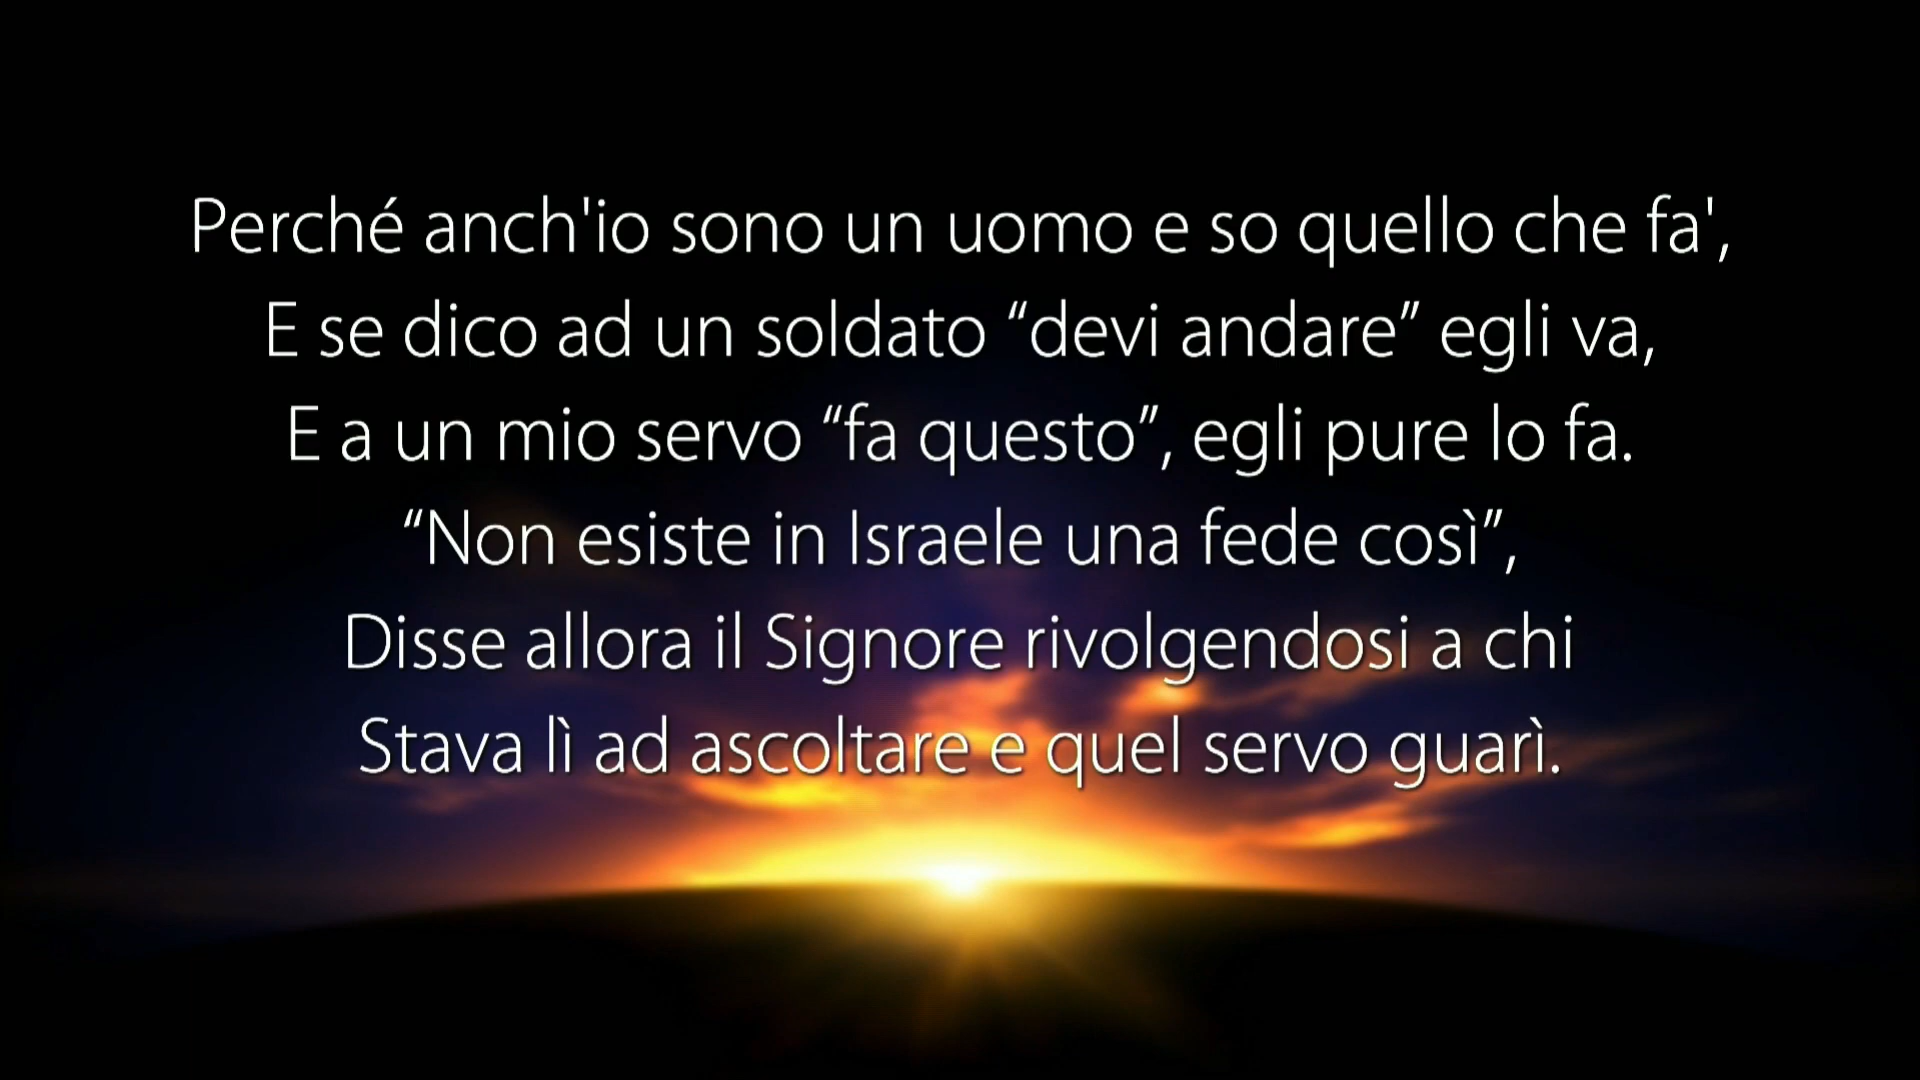 Perché anch'io sono un uomo e so quello che fa',
E se dico ad un soldato “devi andare” egli va,
E a un mio servo “fa questo”, egli pure lo fa.
“Non esiste in Israele una fede così”,
Disse allora il Signore rivolgendosi a chi
Stava lì ad ascoltare e quel servo guarì.